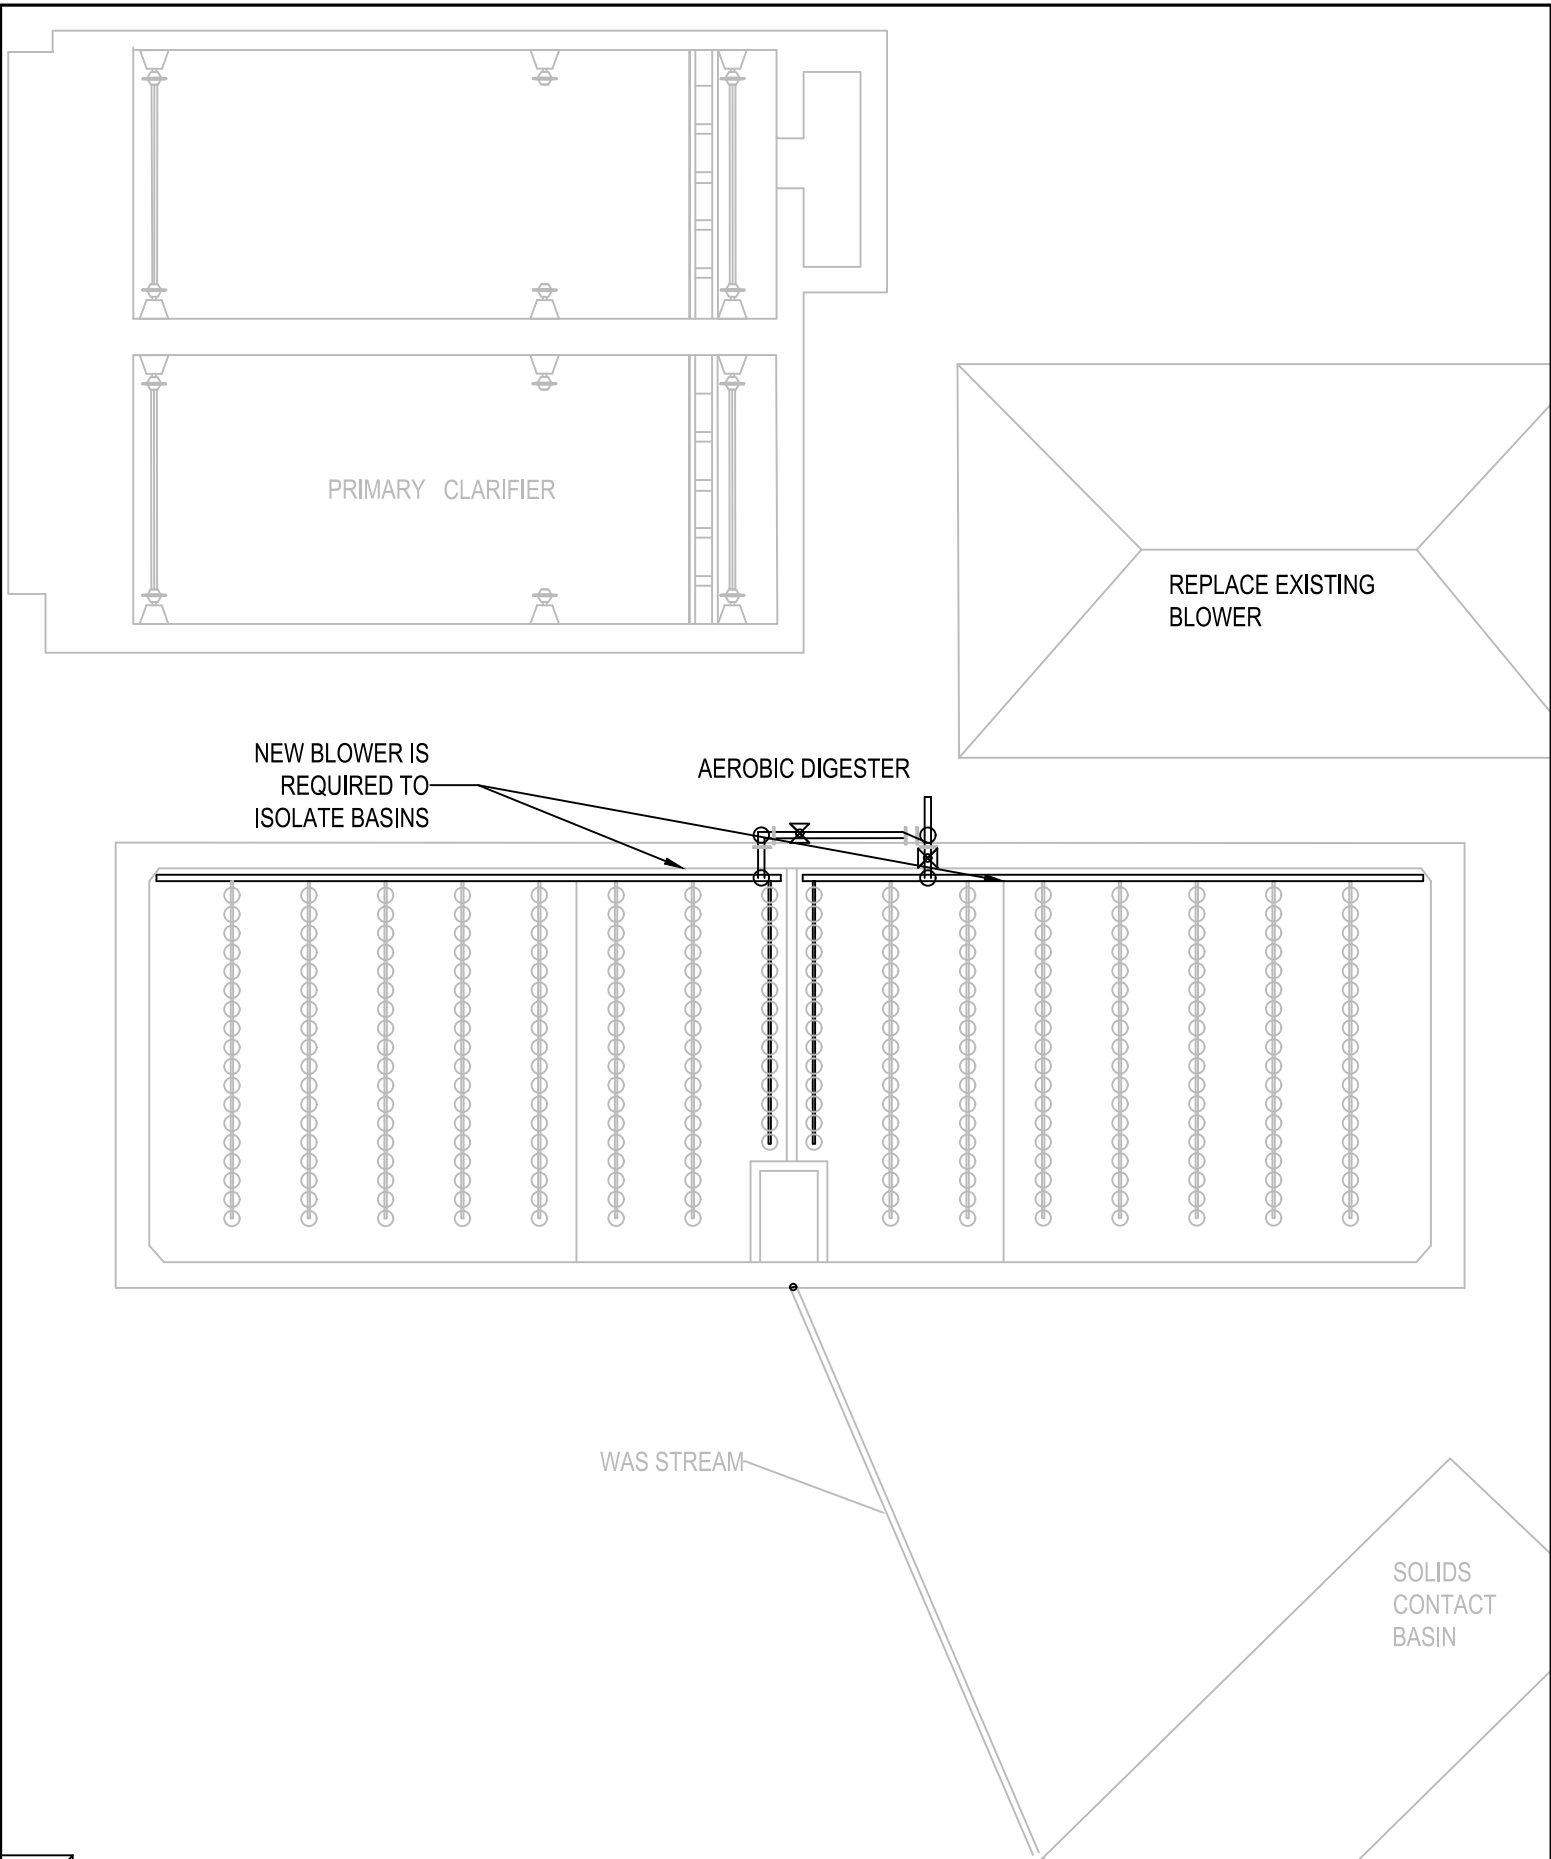 PRIMARY CLARIFIER
REPLACE EXISTING
BLOWER
NEW BLOWER IS
REQUIRED TO
ISOLATE BASINS
AEROBIC DIGESTER
WAS STREAM
SOLIDS
CONTACT
BASIN